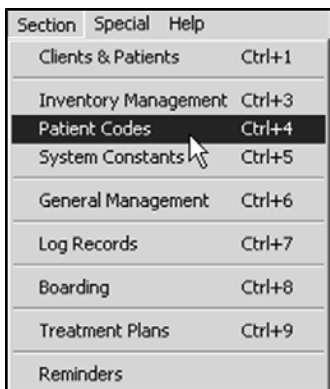 Section Special Help
Clients & Patients Ctrl+1
Inventory Management Ctrl+3
Patient Codes Ctrl+4
System Constants Ctrl+5
General Management Ctrl+6
Log Records Ctrl+7
Boarding Ctrl+8
Treatment Plans Ctrl+9
Reminders